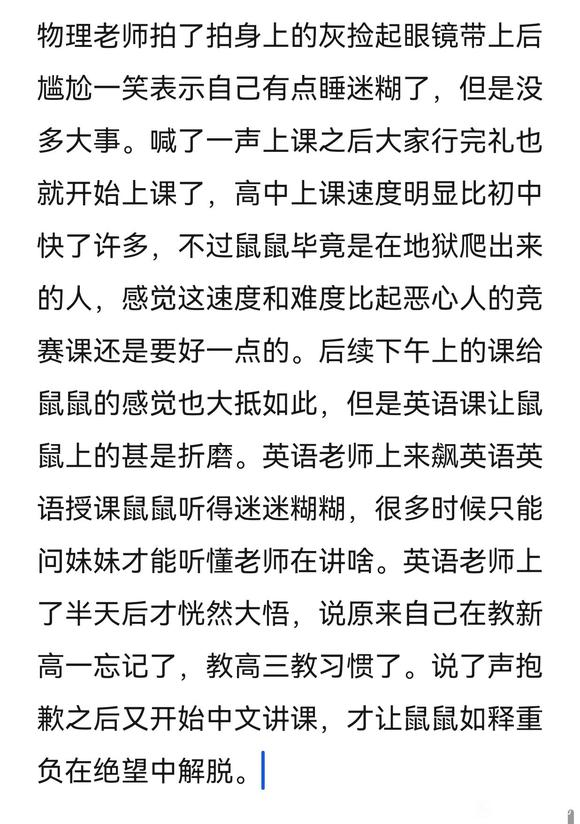 物理老师拍了拍身上的灰捡起眼镜带上后
尴尬一笑表示自己有点睡迷糊了，但是没
多大事。喊了一声上课之后大家行完礼也
就开始上课了，高中上课速度明显比初中
快了许多，不过鼠鼠毕竟是在地狱爬出来
的人，感觉这速度和难度比起恶心人的竞
赛课还是要好一点的。后续下午上的课给
鼠鼠的感觉也大抵如此，但是英语课让鼠
鼠上的甚是折磨。英语老师上来飙英语英
语授课鼠鼠听得迷迷糊糊，很多时候只能
问妹妹才能听懂老师在讲啥。英语老师上
了半天后才恍然大悟，说原来自己在教新
高一忘记了，教高三教习惯了。说了声抱
歉之后又开始中文讲课，才让鼠鼠如释重
负在绝望中解脱。